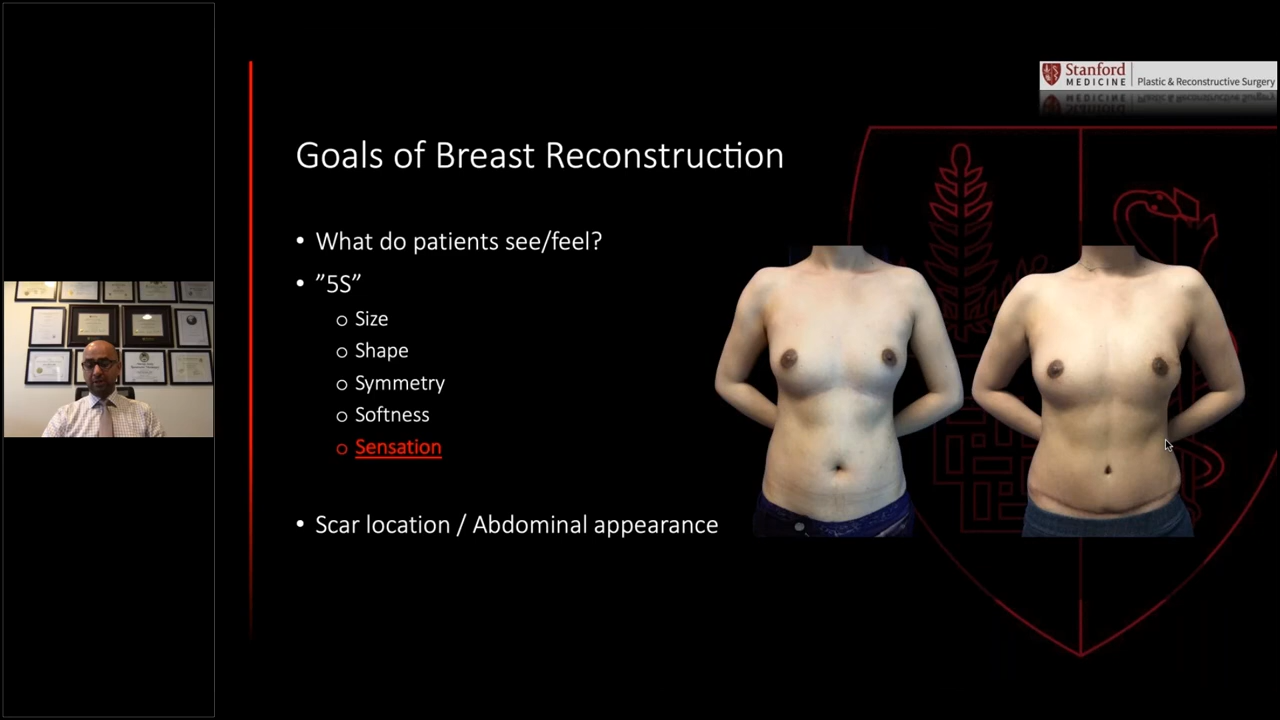 Stanford
MEDICINE
Plastic & Reconstructive Surgery
Goals of Breast Reconstruction
• What do patients see/feel?
• ”5S”
o Size
o Shape
o Symmetry
o Softness
o Sensation
• Scar location / Abdominal appearance